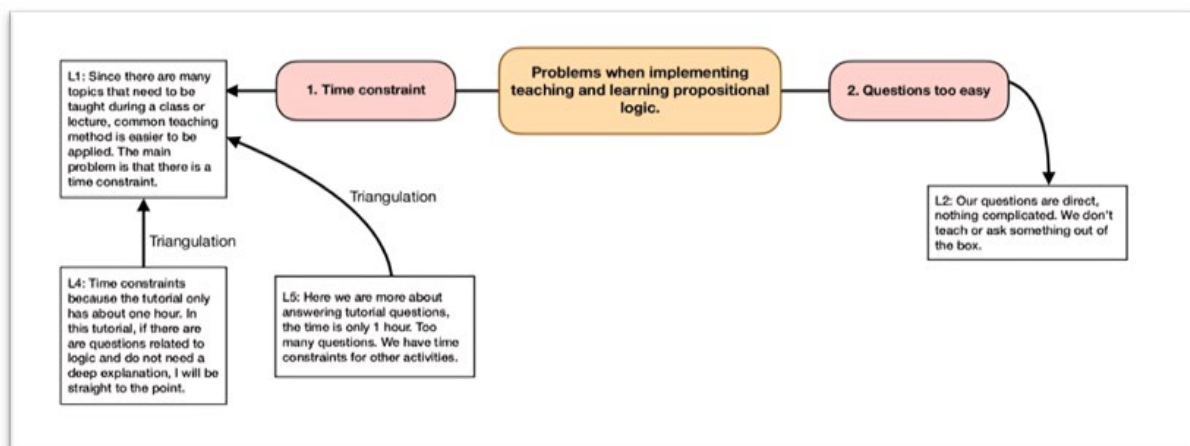 Problems when implementing
teaching and learning propositional
logic.
1. Time constraint
L1: Since there are many
topics that need to be
taught during a class or
lecture, common teaching
method is easier to be
applied. The main
problem is that there is a
time constraint.
Triangulation
L4: Time constraints
because the tutorial only
has about one hour. In
this tutorial, if there are
are questions related to
logic and do not need a
deep explanation, I will be
straight to the point.
Triangulation
L5: Here we are more about
answering tutorial questions,
the time is only 1 hour. Too
many questions. We have time
constraints for other activities.
2. Questions too easy
L2: Our questions are direct,
nothing complicated. We don't
teach or ask something out of
the box.